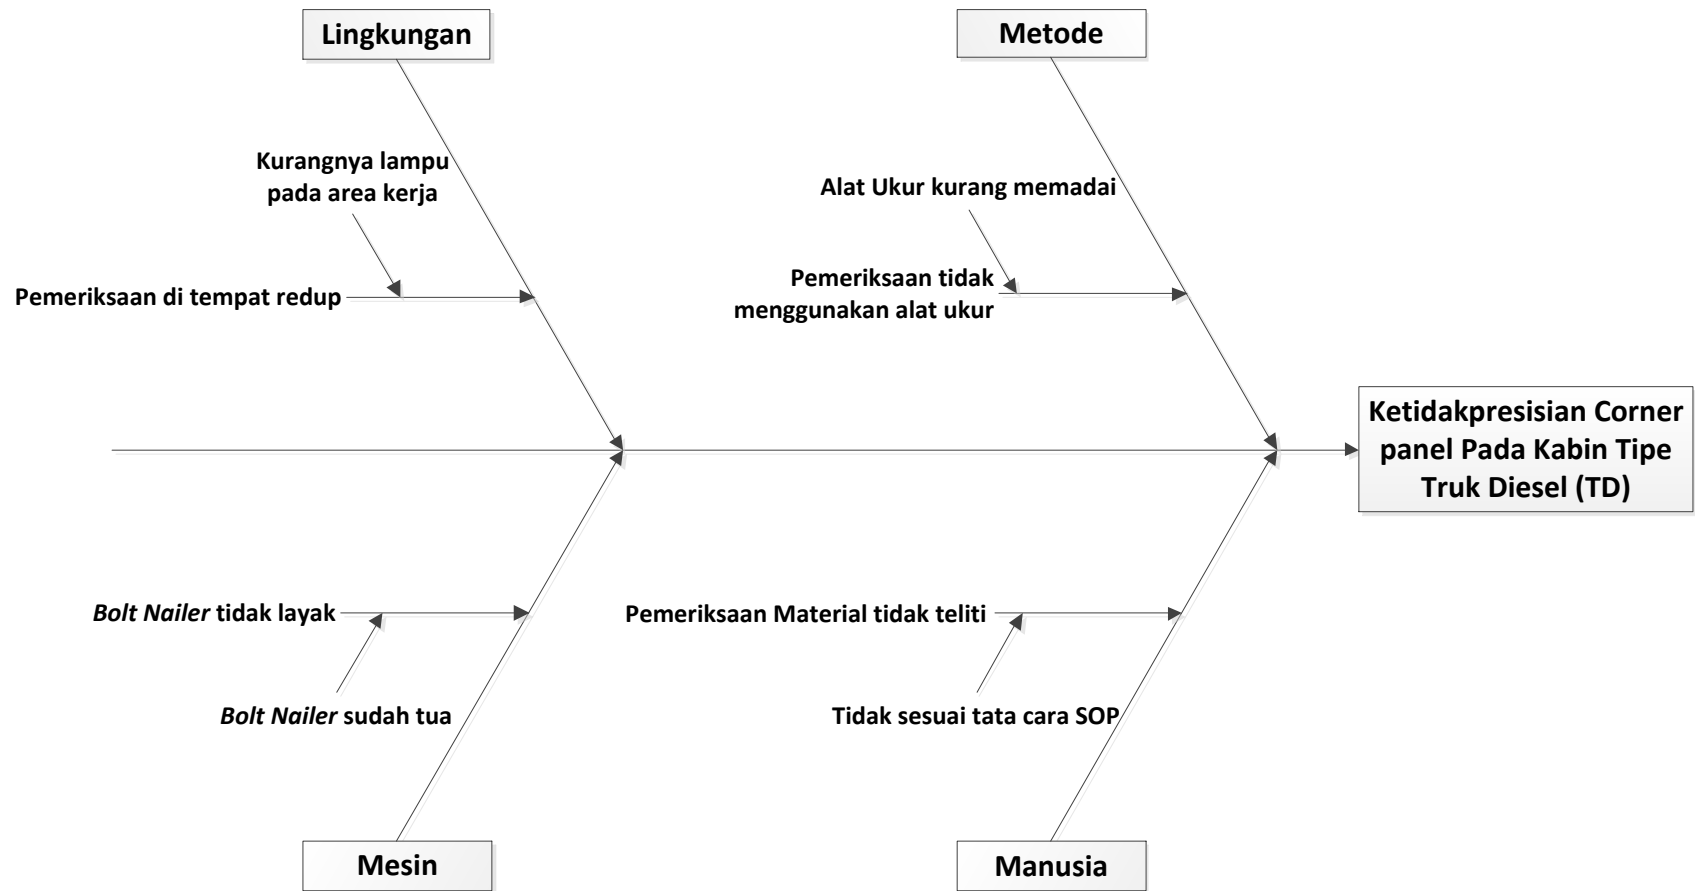 Lingkungan
Metode
Kurangnya lampu
pada area kerja
Alat Ukur kurang memadai
Pemeriksaan di tempat redup
Pemeriksaan tidak
menggunakan alat ukur
Ketidakpresisian Corner
panel Pada Kabin Tipe
Truk Diesel (TD)
Bolt Nailer tidak layak
Pemeriksaan Material tidak teliti
Bolt Nailer sudah tua
Tidak sesuai tata cara SOP
Mesin
Manusia